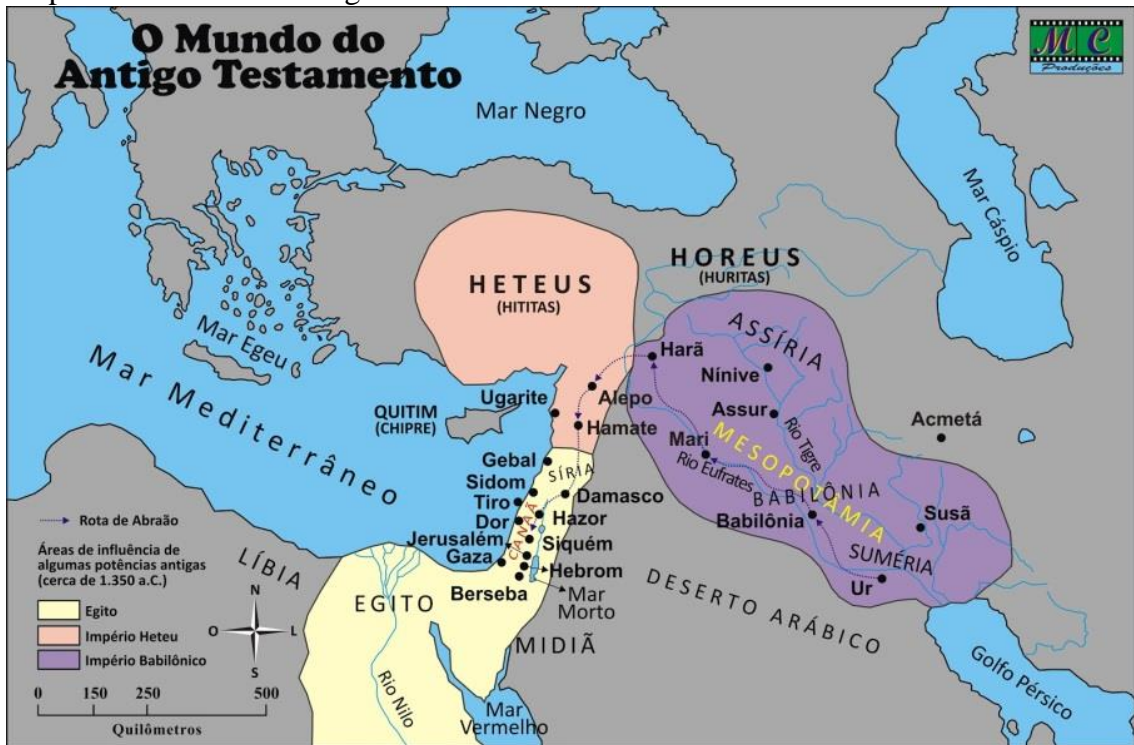 O Mundo do
Antigo Testamento
M C
Produções
Mar Negro
Mar Cáspio
HETEUS
(HITITAS)
HOREUS
(HURITAS)
Mar Egeu
Mar Mediterrâneo
QUITIM
(CHIPRE)
Ugarite
Alepo
Hamate
Harã
ASSÍRIA
Nínive
Assur
Rio Tigre
Mari
Rio Eufrates
MESOPOTÂMIA
BABILÔNIA
Babilônia
Acmetá
Susã
SUMÉRIA
Ur
Gebal
SÍRIA
Sidom
Damasco
Tiro
Hazor
Dor
CANAÃ
Jerusalém
Siquém
Gaza
Hebrom
Berseba
Mar
Morto
MIDIÃ
DESERTO ARÁBICO
Golfo Pérsico
LÍBIA
EGITO
Rio Nilo
Mar
Vermelho
Rota de Abraão
Áreas de influência de
algumas potências antigas
(cerca de 1.350 a.C.)
Egito
Império Heteu
Império Babilônico
N
O L
S
0 150 250 500
Quilômetros